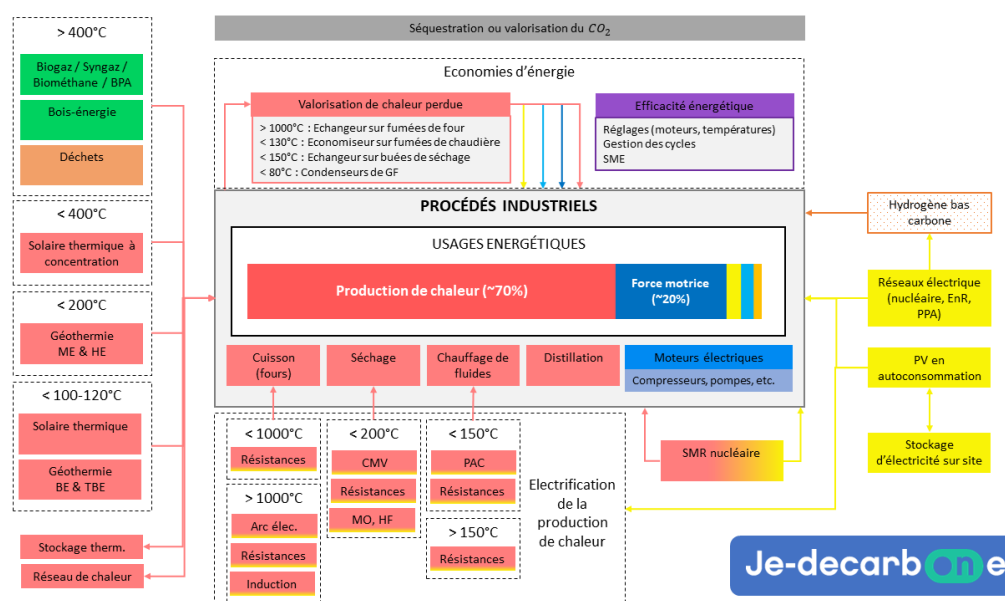 Séquestration ou valorisation du CO2
> 400°C
Biogaz / Syngaz /
Biométhane / BPA
Bois-énergie
Déchets
< 400°C
Solaire thermique à
concentration
< 200°C
Géothermie
ME & HE
< 100-120°C
Solaire thermique
Géothermie
BE & TBE
Stockage therm.
Réseau de chaleur
Economies d'énergie
Valorisation de chaleur perdue
> 1000°C : Echangeur sur fumées de four
< 130°C : Economiseur sur fumées de chaudière
< 150°C : Echangeur sur buées de séchage
< 80°C : Condenseurs de GF
Efficacité énergétique
Réglages (moteurs, températures)
Gestion des cycles
SME
PROCÉDÉS INDUSTRIELS
USAGES ENERGÉTIQUES
Production de chaleur (~70%)
Force motrice
(~20%)
Cuisson
(fours)
Séchage
Chauffage de
fluides
Distillation
Moteurs électriques
Compresseurs, pompes, etc.
< 1000°C
Résistances
> 1000°C
Arc élec.
Résistances
Induction
< 200°C
CMV
Résistances
MO, HF
< 150°C
PAC
Résistances
> 150°C
Résistances
Electrification
de la
production
de chaleur
SMR nucléaire
Hydrogène bas
carbone
Réseaux électrique
(nucléaire, EnR,
PPA)
PV en
autoconsommation
Stockage
d'électricité sur site
Je-decarbone